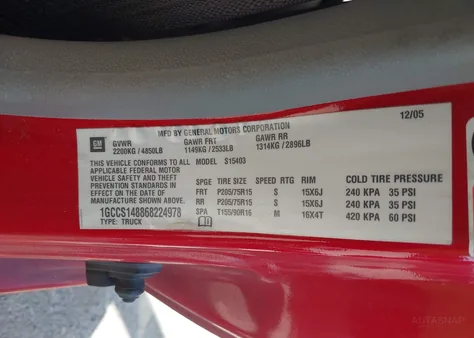 MFD BY GENERAL MOTORS CORPORATION 12/05
GM GVWR GAWR FRT GAWR RR
2200KG / 4850LB 1149KG / 2533LB 1314KG / 2896LB
THIS VEHICLE CONFORMS TO ALL MODEL S15403
APPLICABLE FEDERAL MOTOR
VEHICLE SAFETY AND THEFT
PREVENTION STANDARDS IN
EFFECT ON THE DATE OF
MANUFACTURE SHOWN ABOVE.
1GCCS148868224978
TYPE: TRUCK
SPGE TIRE SIZE SPEED RTG RIM COLD TIRE PRESSURE
FRT P205/75R15 S 15X6J 240 KPA 35 PSI
RR P205/75R15 S 15X6J 240 KPA 35 PSI
SPA T155/90R16 M 16X4T 420 KPA 60 PSI
AUTASNAP